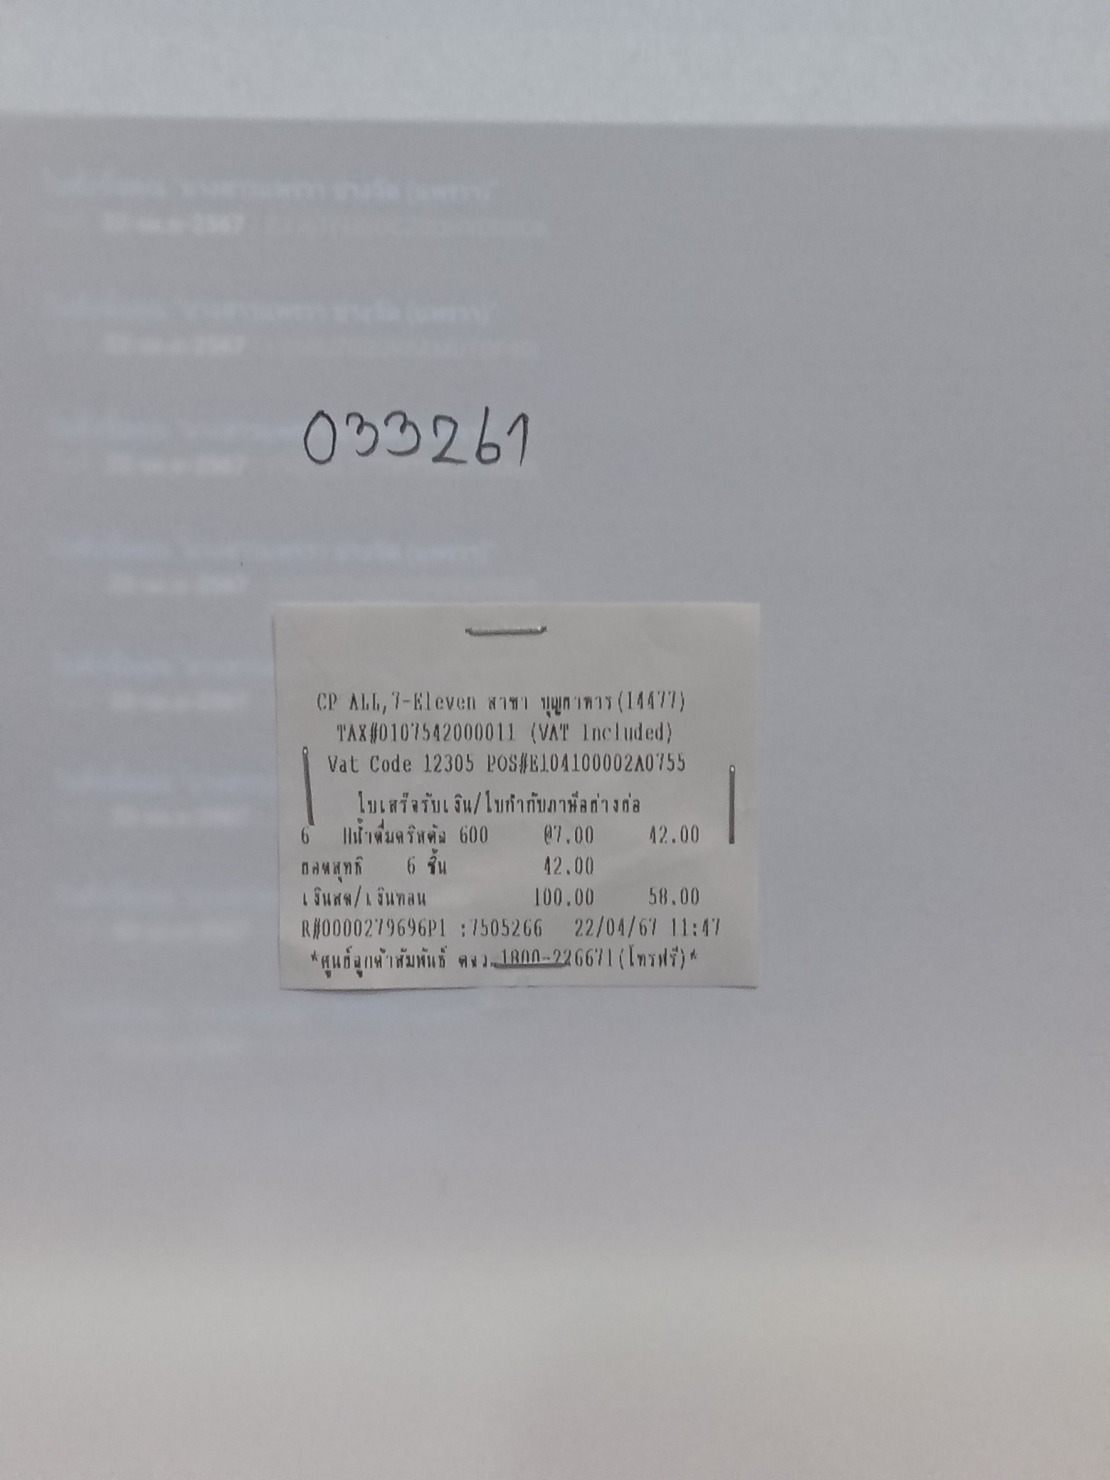 033261
CP ALL,7-Eleven สาขา บุญถาหาร(14477)
TAX#0107542000011 (VAT Included)
Vat Code 12305 POS#E104100002A0755
ใบเสร็จรับเงิน/ใบกำกับภาษีอย่างย่อ
6 ||น้ำดื่มคริสตัล 600 @7.00 42.00
ยอดสุทธิ 6 ชิ้น 42.00
เงินสด/เงินทอน 100.00 58.00
R#0000279696P1 :7505266 22/04/67 11:47
*ศูนย์ลูกค้าสัมพันธ์ 1800-226671(โทรฟรี)*